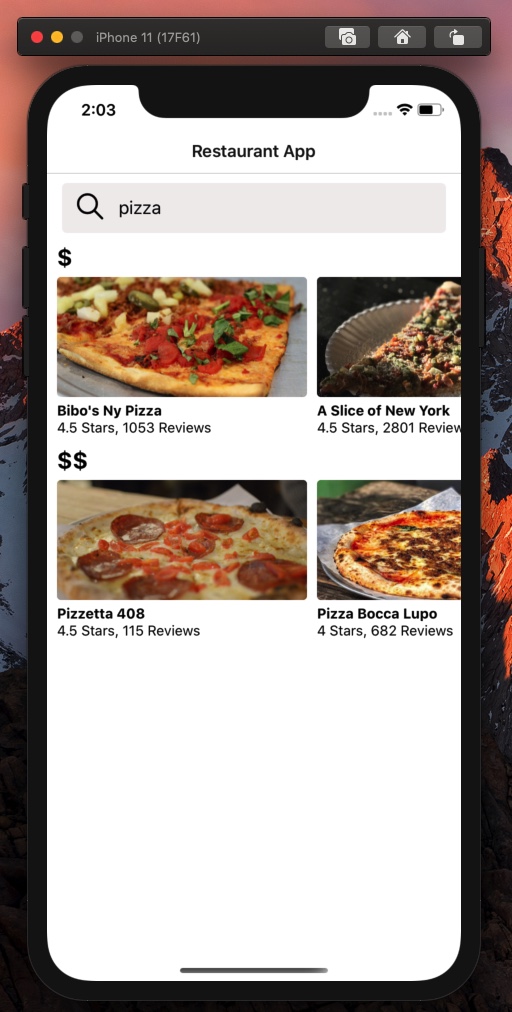 iPhone 11 (17F61)
2:03
Restaurant App
pizza
$
Bibo's Ny Pizza
4.5 Stars, 1053 Reviews
A Slice of New York
4.5 Stars, 2801 Review
$$
Pizzetta 408
4.5 Stars, 115 Reviews
Pizza Bocca Lupo
4 Stars, 682 Reviews